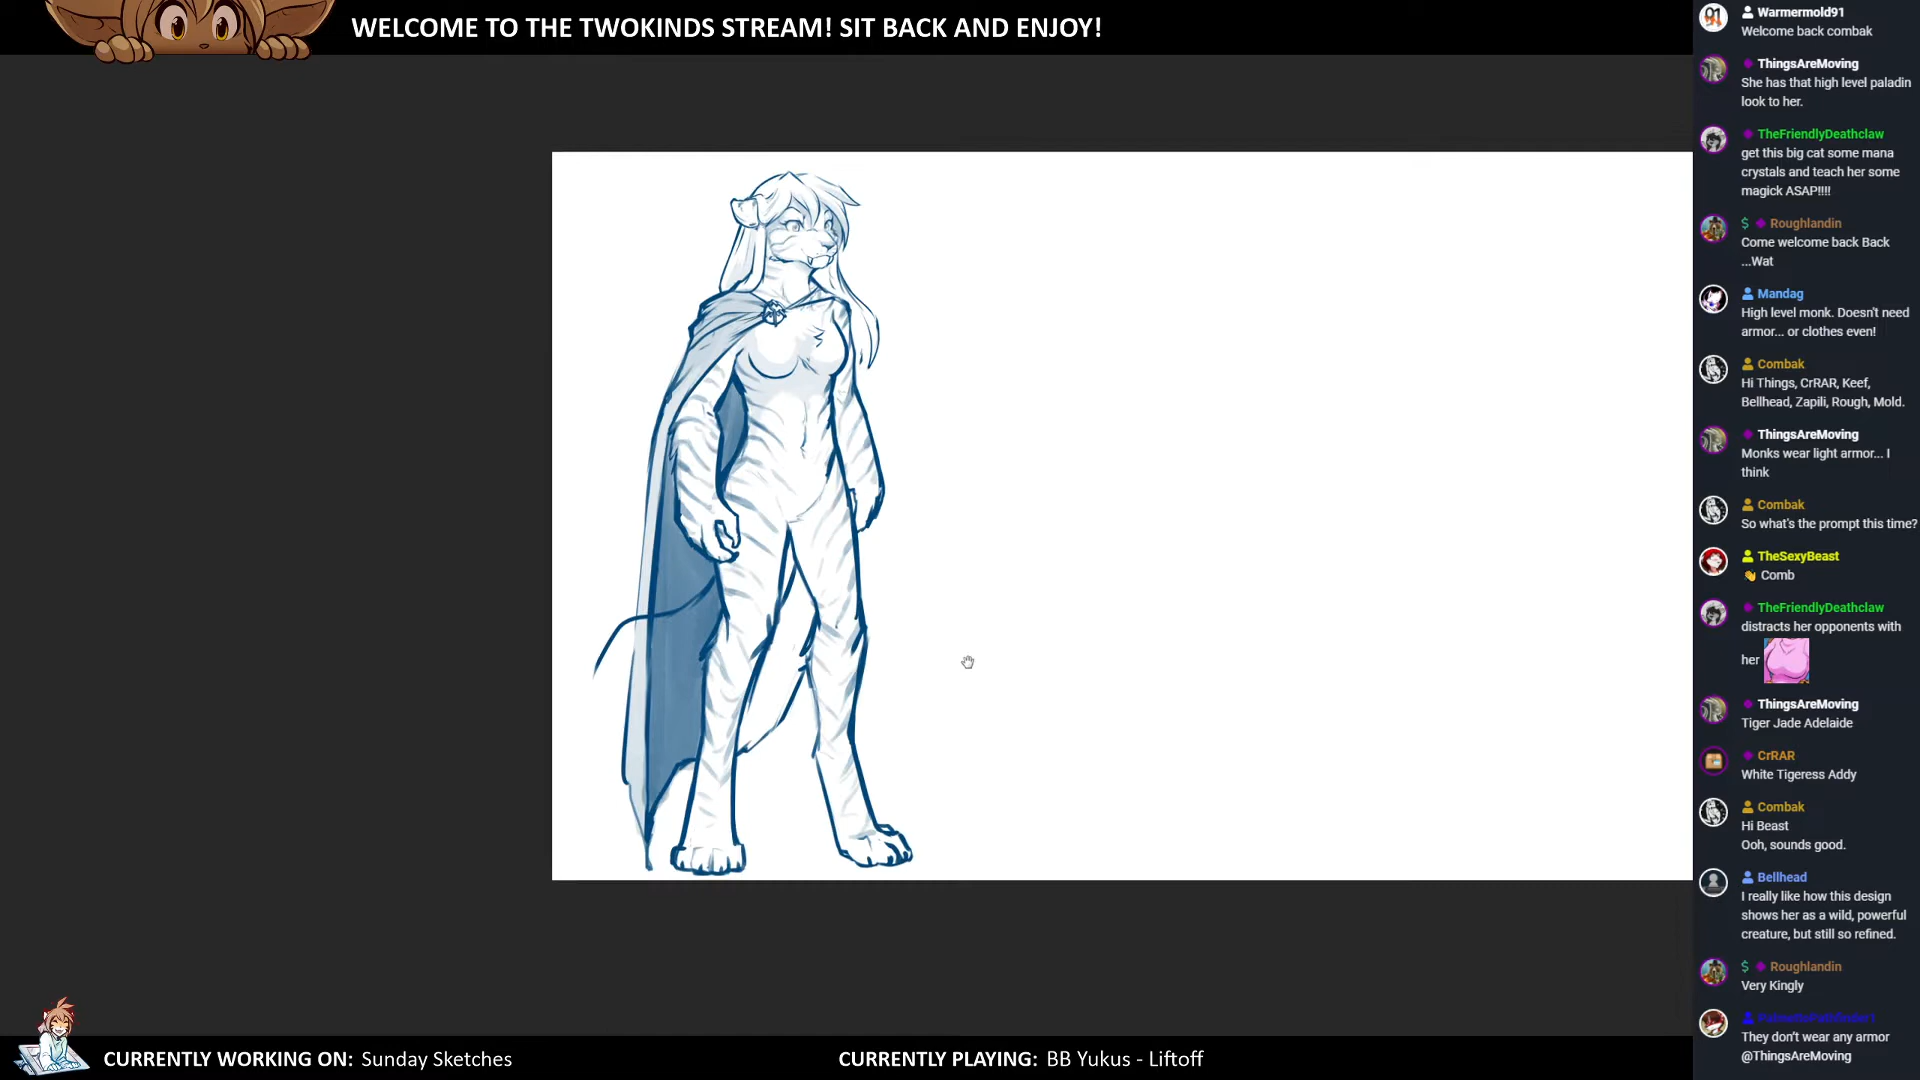 WELCOME TO THE TWOKINDS STREAM! SIT BACK AND ENJOY!
Warmermold91
Welcome back combak
ThingsAreMoving
She has that high level paladin
look to her.
TheFriendlyDeathclaw
get this big cat some mana
crystals and teach her some
magick ASAP!!!!
$ Roughlandin
Come welcome back Back
...Wat
Mandag
High level monk. Doesn't need
armor... or clothes even!
Combak
Hi Things, CrRAR, Keef,
Bellhead, Zapili, Rough, Mold.
ThingsAreMoving
Monks wear light armor... I
think
Combak
So what's the prompt this time?
TheSexyBeast
Comb
TheFriendlyDeathclaw
distracts her opponents with
her
ThingsAreMoving
Tiger Jade Adelaide
CrRAR
White Tigeress Addy
Combak
Hi Beast
Ooh, sounds good.
Bellhead
I really like how this design
shows her as a wild, powerful
creature, but still so refined.
$ Roughlandin
Very Kingly
PalmettoPathfinder1
They don't wear any armor
@ThingsAreMoving
CURRENTLY WORKING ON: Sunday Sketches
CURRENTLY PLAYING: BB Yukus - Liftoff